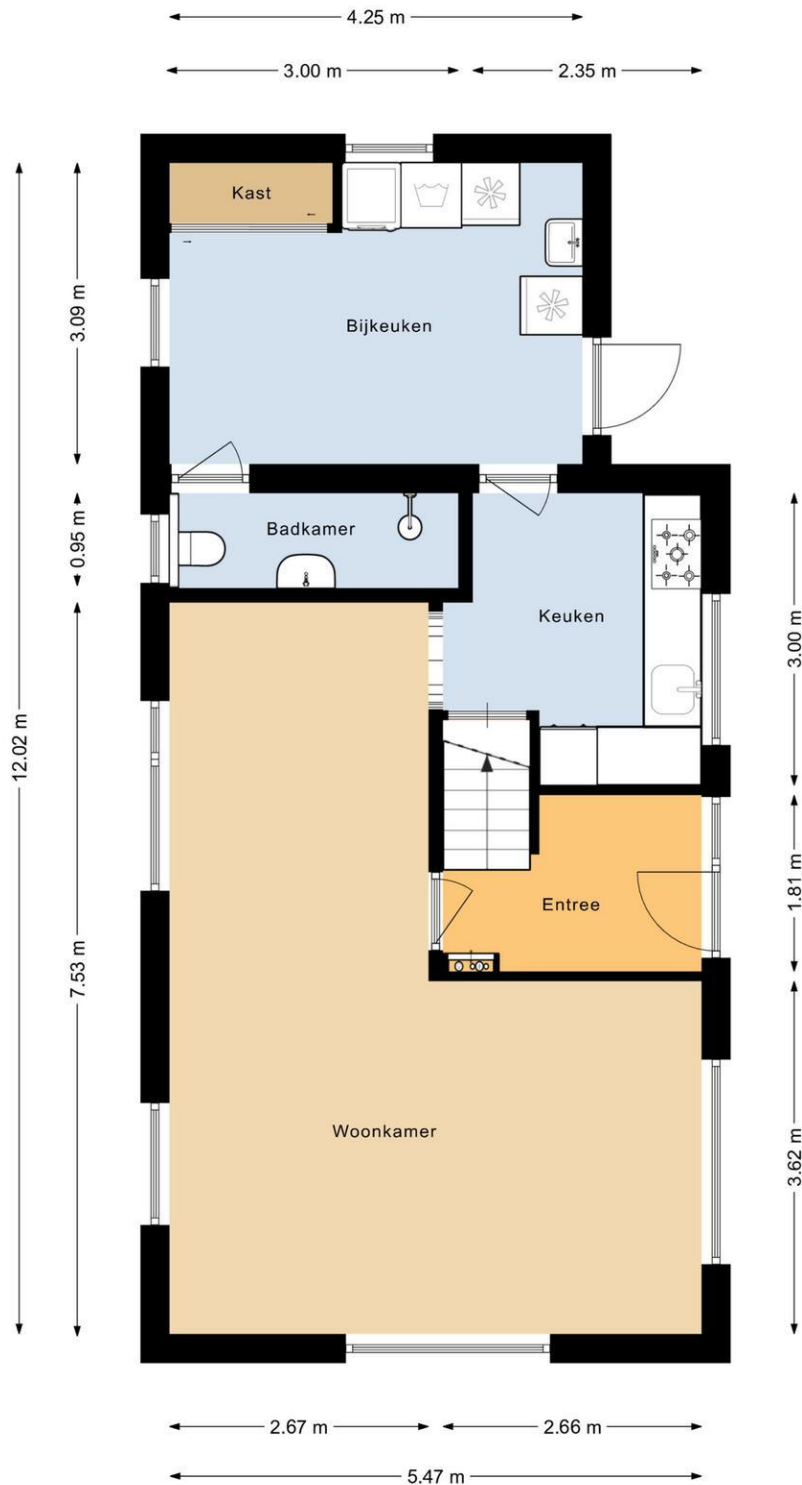 4.25 m
3.00 m
2.35 m
Kast
3.09 m
Bijkeuken
0.95 m
Badkamer
Keuken
3.00 m
12.02 m
1.81 m
Entree
7.53 m
Woonkamer
3.62 m
2.67 m
2.66 m
5.47 m